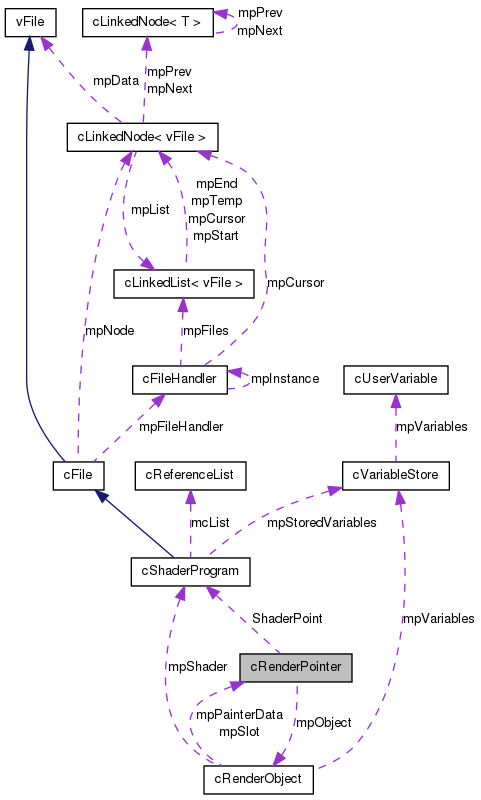 vFile
cLinkedNode< T >
mpPrev
mpNext
mpData
mpPrev
mpNext
cLinkedNode< vFile >
mpList
mpEnd
mpTemp
mpCursor
mpStart
cLinkedList< vFile >
mpCursor
mpNode
mpFiles
cFileHandler
mpInstance
cUserVariable
mpFileHandler
mpVariables
cFile
cReferenceList
cVariableStore
mcList
mpStoredVariables
cShaderProgram
ShaderPoint
mpVariables
mpShader
cRenderPointer
mpPainterData
mpSlot
mpObject
cRenderObject